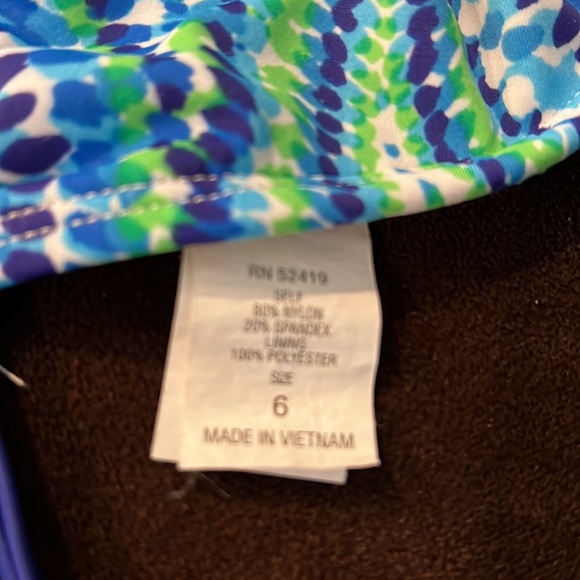 RN 52419
SELF
80% NYLON
20% SPANDEX
LINING
100% POLYESTER
SIZE
6
MADE IN VIETNAM